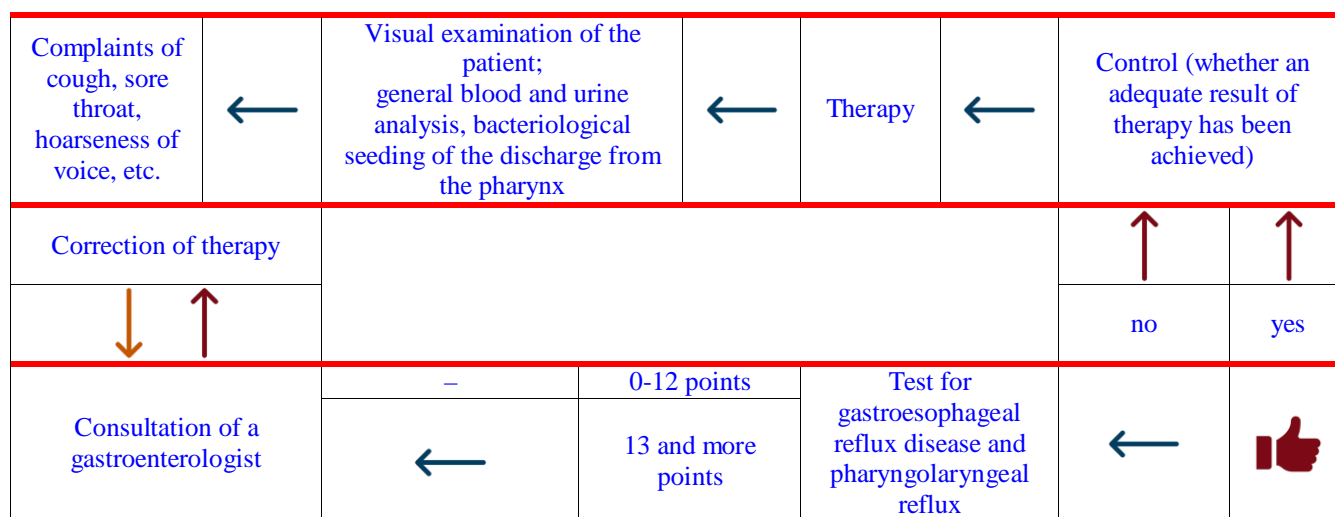 Complaints of
cough, sore
throat,
hoarseness of
voice, etc.
Visual examination of the
patient;
general blood and urine
analysis, bacteriological
seeding of the discharge from
the pharynx
Therapy
Control (whether an
adequate result of
therapy has been
achieved)
Correction of therapy
no
yes
Consultation of a
gastroenterologist
–
0-12 points
13 and more
points
Test for
gastroesophageal
reflux disease and
pharyngolaryngeal
reflux